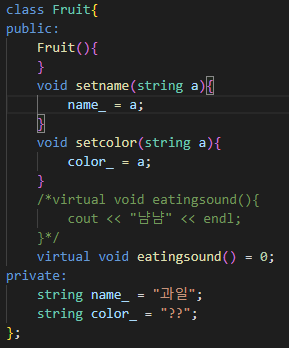 class Fruit{
public:
    Fruit(){
    }
    void setname(string a){
        name_ = a;
    }
    void setcolor(string a){
        color_ = a;
    }
    /*virtual void eatingsound(){
        cout << "냠냠" << endl;
    }*/
    virtual void eatingsound() = 0;
private:
    string name_ = "과일";
    string color_ = "??";
};